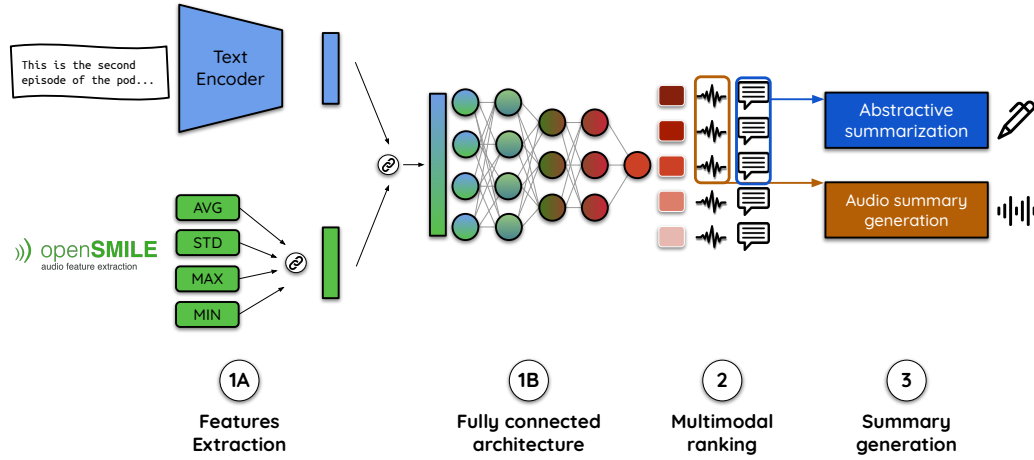 This is the second
episode of the pod...
Text
Encoder
openSMILE
audio feature extraction
AVG
STD
MAX
MIN
Abstractive
summarization
Audio summary
generation
1A
Features
Extraction
1B
Fully connected
architecture
2
Multimodal
ranking
3
Summary
generation